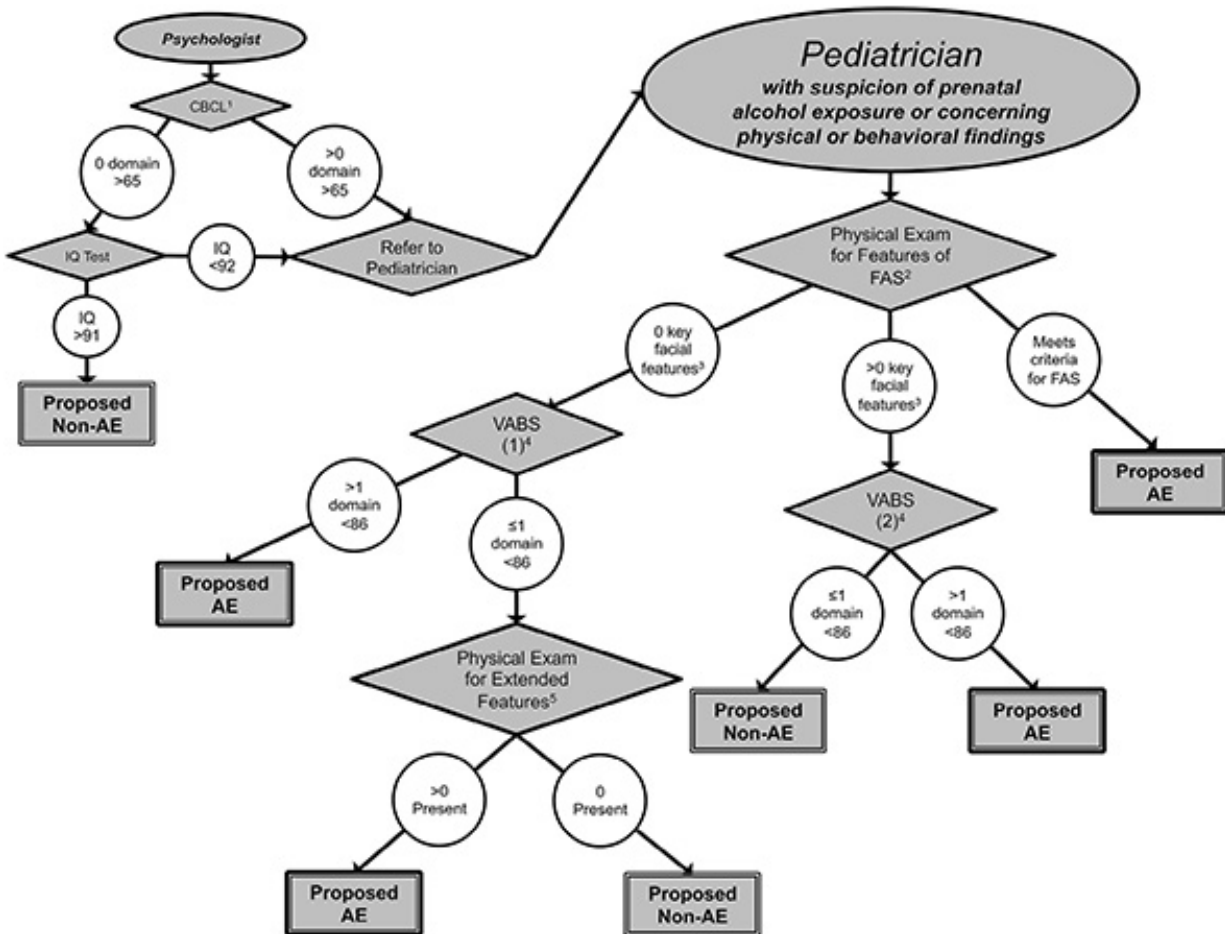 Psychologist
CBCL¹
0 domain
>65
>0
domain
>65
IQ Test
IQ
<92
Refer to
Pediatrician
IQ
>91
Proposed
Non-AE
Pediatrician
with suspicion of prenatal
alcohol exposure or concerning
physical or behavioral findings
Physical Exam
for Features of
FAS²
0 key
facial
features³
>0 key
facial
features³
Meets
criteria
for FAS
VABS
(1)⁴
>1
domain
<86
≤1
domain
<86
Proposed
AE
Physical Exam
for Extended
Features⁵
>0
Present
0
Present
Proposed
AE
Proposed
Non-AE
VABS
(2)⁴
≤1
domain
<86
>1
domain
<86
Proposed
Non-AE
Proposed
AE
Proposed
AE